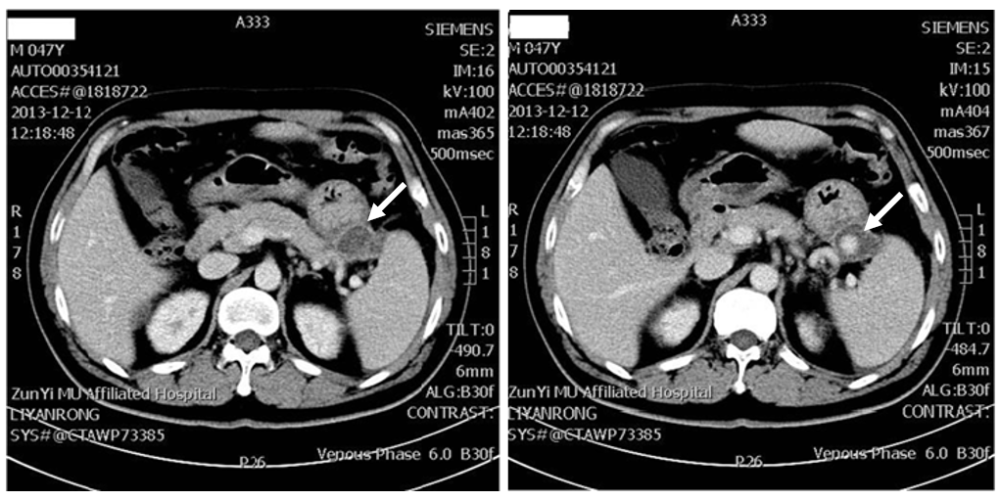 A333
SIEMENS
M 047Y
SE:2
AUTO00354121
IM:16
ACCES#@1818722
kV:100
2013-12-12
mA402
12:18:48
mas365
500msec
R
L
1
1
7
8
8
1
TILT:0
-490.7
6mm
ZunYi MU Affiliated Hospital
ALG:B30f
LIYANRONG
CONTRAST:
SYS#@CTAWP73385
P26
Venous Phase 6.0 B30f
A333
SIEMENS
M 047Y
SE:2
AUTO00354121
IM:15
ACCES#@1818722
kV:100
2013-12-12
mA404
12:18:48
mas367
500msec
R
L
1
1
7
8
8
1
TILT:0
-484.7
6mm
ZunYi MU Affiliated Hospital
ALG:B30f
LIYANRONG
CONTRAST:
SYS#@CTAWP73385
P26
Venous Phase 6.0 B30f